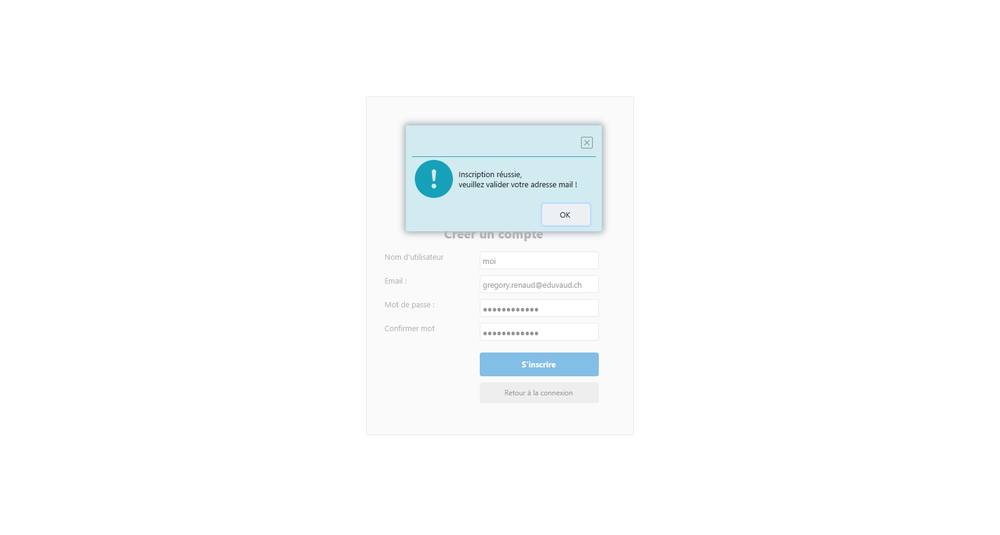 Inscription réussie,
veuillez valider votre adresse mail !
OK
Créer un compte
Nom d'utilisateur
moi
Email :
gregory.renaud@eduvaud.ch
Mot de passe :
●●●●●●●●●●●●
Confirmer mot
●●●●●●●●●●●●
S'inscrire
Retour à la connexion